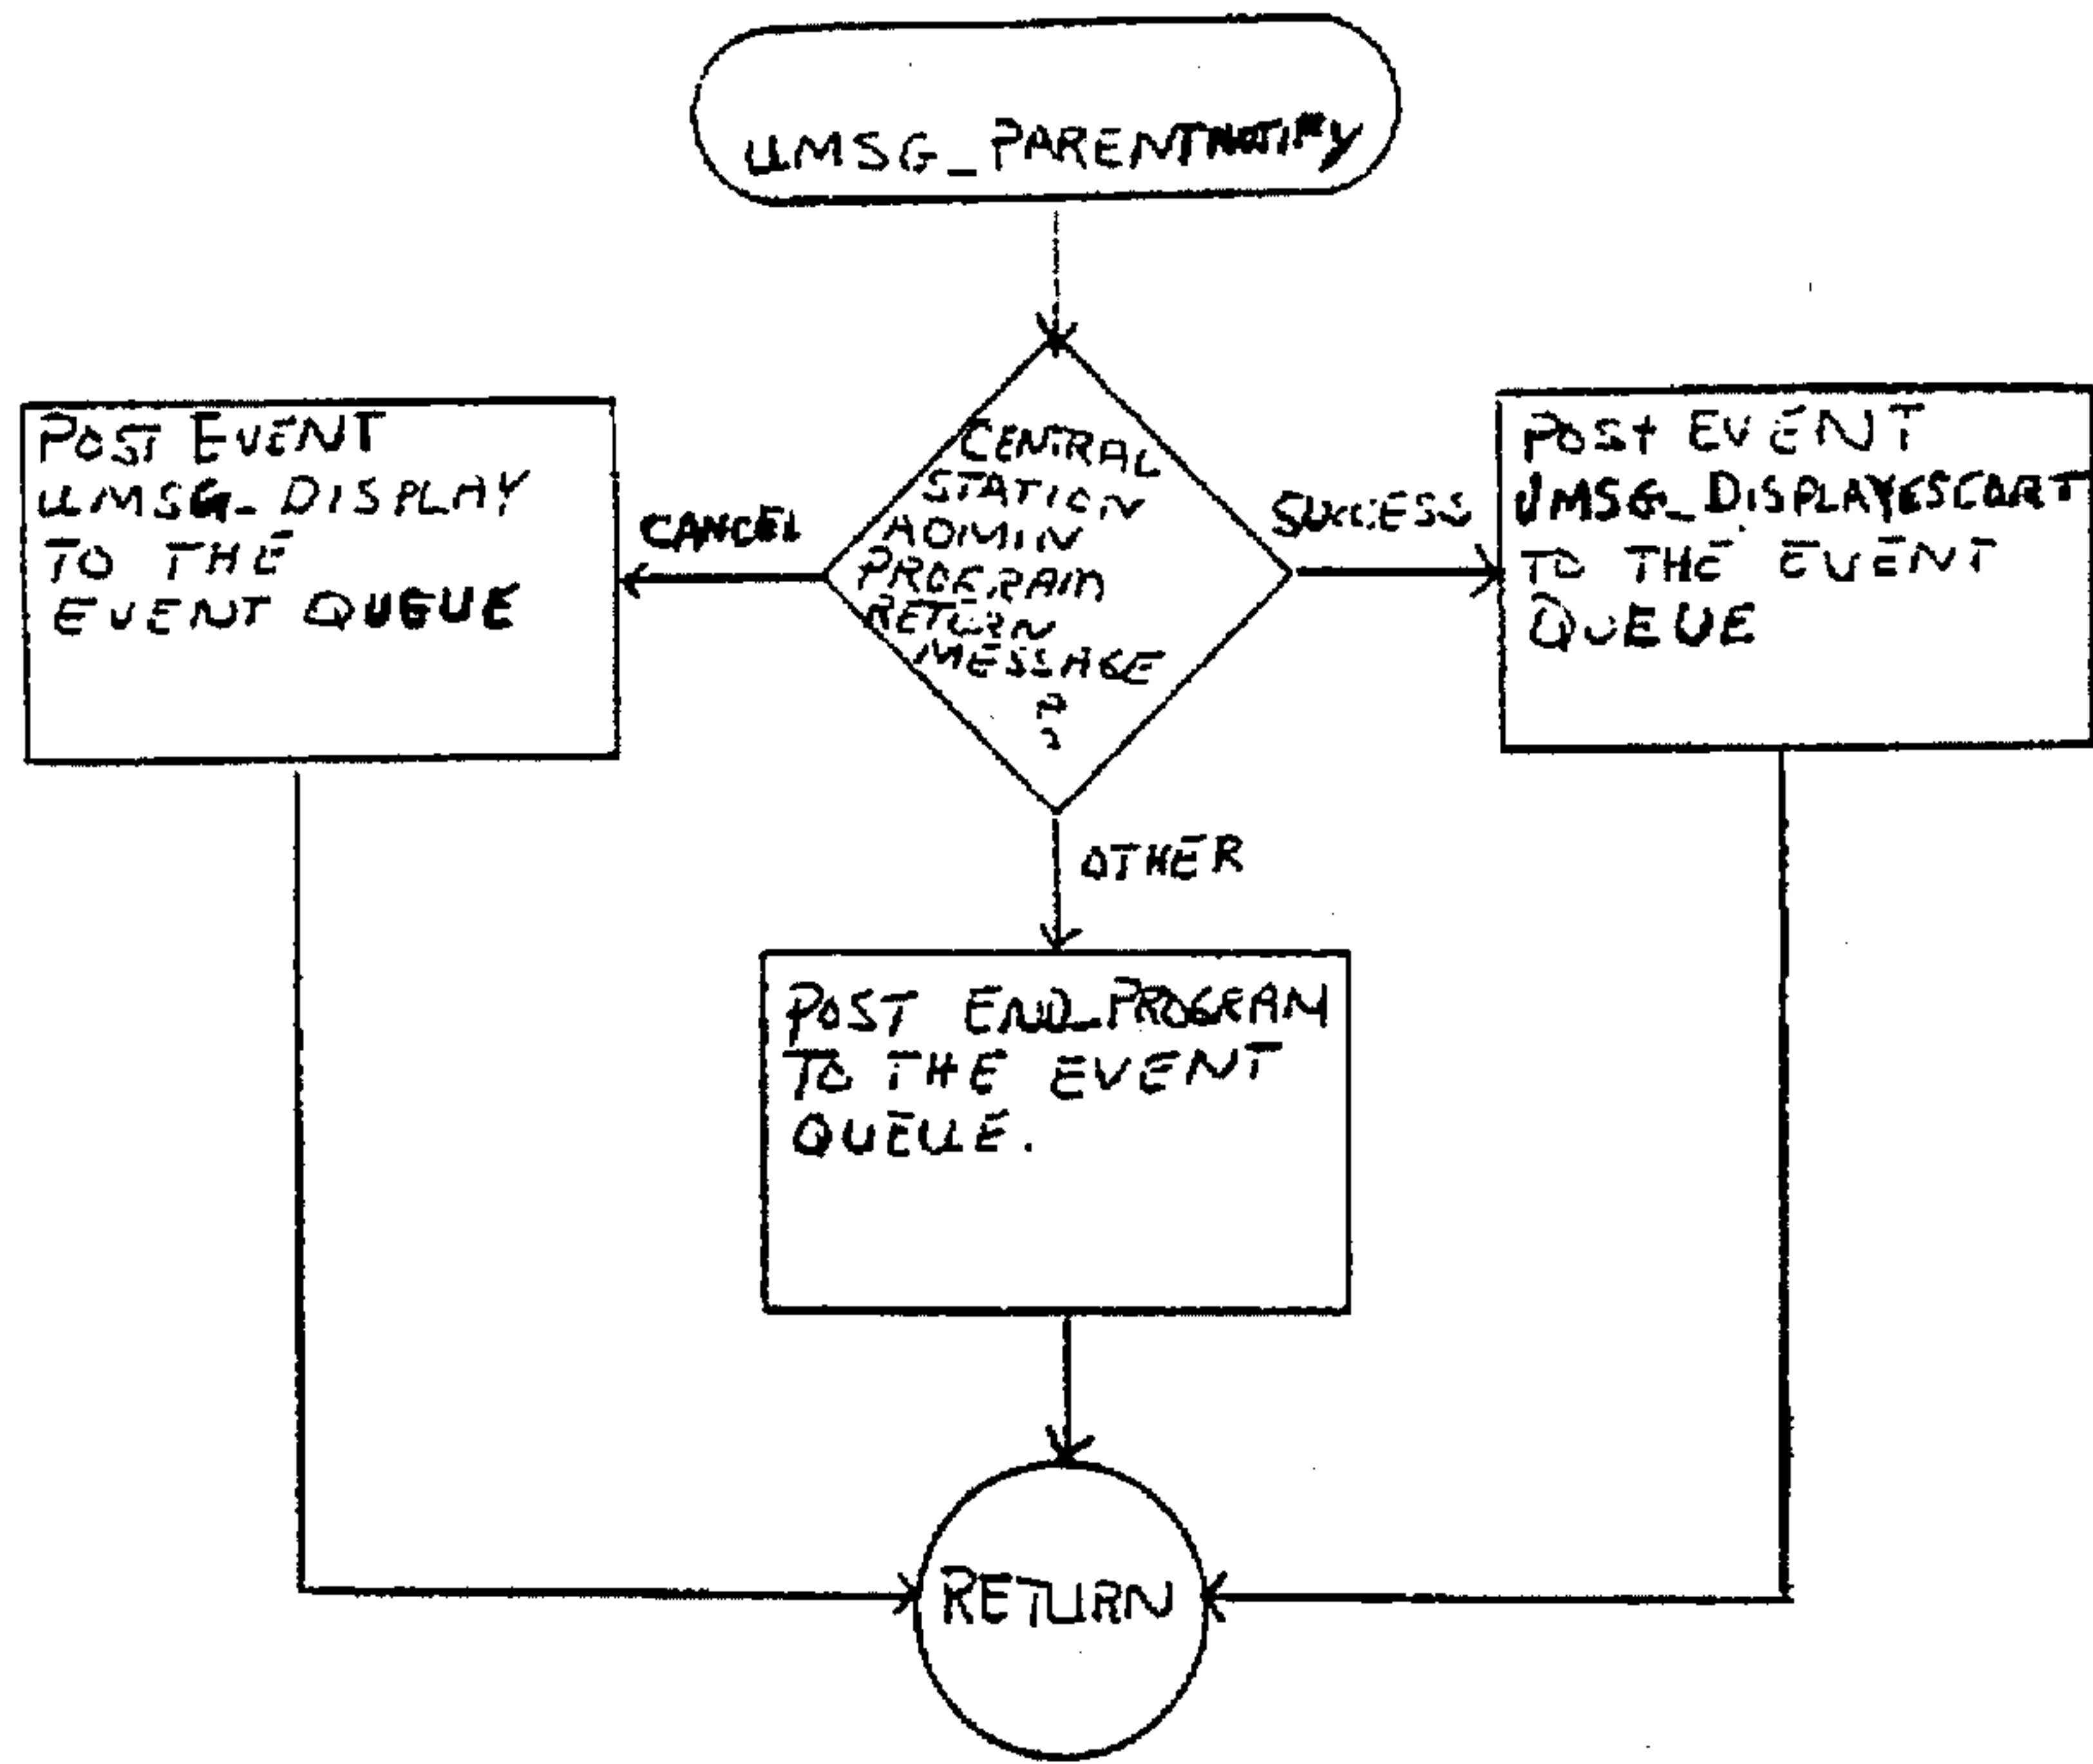 UMSG_PARENTNOTIFY
POST EVENT
UMSG_DISPLAY
TO THE
EVENT QUEUE
CANCEL
CENTRAL
STATION
ADMIN
PROGRAM
RETURN
MESSAGE
?
SUCCESS
POST EVENT
UMSG_DISPLAYESCORT
TO THE EVENT
QUEUE
OTHER
POST END_PROGRAM
TO THE EVENT
QUEUE.
RETURN